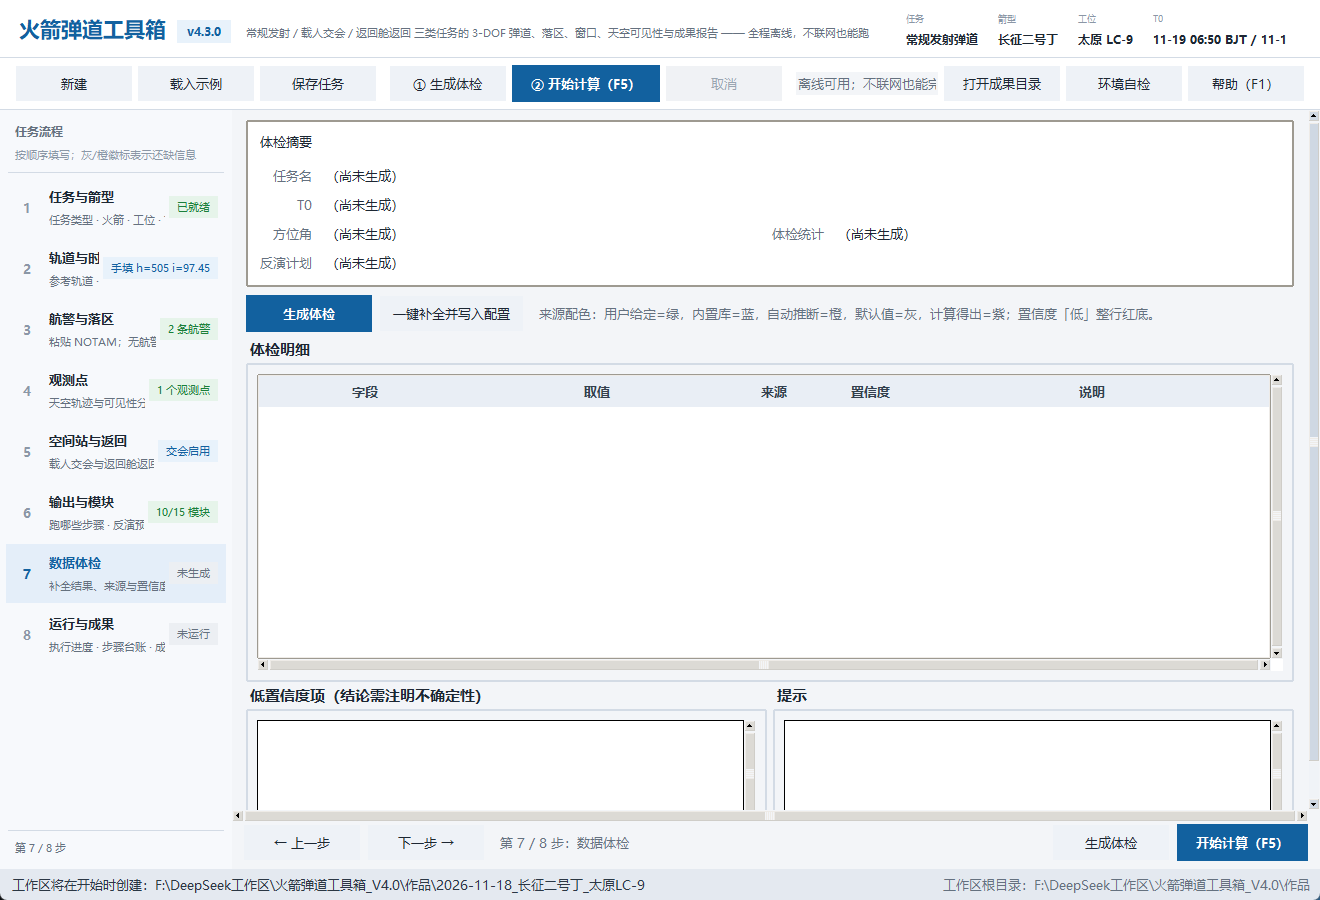 火箭弹道工具箱 v4.3.0 常规发射 / 载人交会 / 返回舱返回 三类任务的 3-DOF 弹道、落区、窗口、天空可见性与成果报告 —— 全程离线，不联网也能跑
任务 箭型 工位 T0
常规发射弹道 长征二号丁 太原 LC-9 11-19 06:50 BJT / 11-1
新建 载入示例 保存任务 ① 生成体检 ② 开始计算（F5） 取消 离线可用；不联网也能完 打开成果目录 环境自检 帮助（F1）
任务流程
按顺序填写；灰/橙徽标表示还缺信息
1 任务与箭型 已就绪
任务类型 · 火箭 · 工位 ·
2 轨道与时 手填 h=505 i=97.45
参考轨道 ·
3 航警与落区 2 条航警
粘贴 NOTAM；无航警
4 观测点 1 个观测点
天空轨迹与可见性分
5 空间站与返回 交会启用
载人交会与返回舱返回
6 输出与模块 10/15 模块
跑哪些步骤 · 反演预
7 数据体检 未生成
补全结果、来源与置信度
8 运行与成果 未运行
执行进度 · 步骤台账 · 成
第 7 / 8 步
体检摘要
任务名 (尚未生成)
T0 (尚未生成)
方位角 (尚未生成) 体检统计 (尚未生成)
反演计划 (尚未生成)
生成体检 一键补全并写入配置 来源配色：用户给定=绿，内置库=蓝，自动推断=橙，默认值=灰，计算得出=紫；置信度「低」整行红底。
体检明细
字段 取值 来源 置信度 说明
低置信度项（结论需注明不确定性） 提示
← 上一步 下一步 → 第 7 / 8 步：数据体检 生成体检 开始计算（F5）
工作区将在开始时创建：F:\DeepSeek工作区\火箭弹道工具箱_V4.0\作品\2026-11-18_长征二号丁_太原LC-9 工作区根目录：F:\DeepSeek工作区\火箭弹道工具箱_V4.0\作品